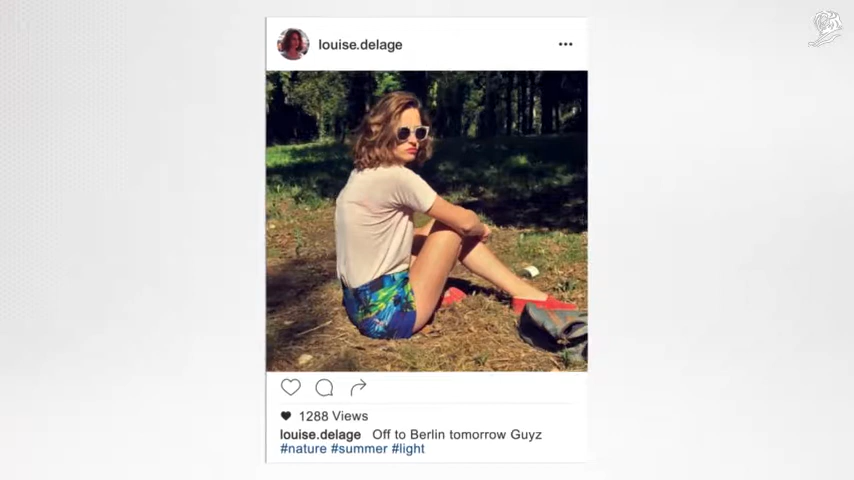 louise.delage
1288 Views
louise.delage Off to Berlin tomorrow Guyz
#nature #summer #light